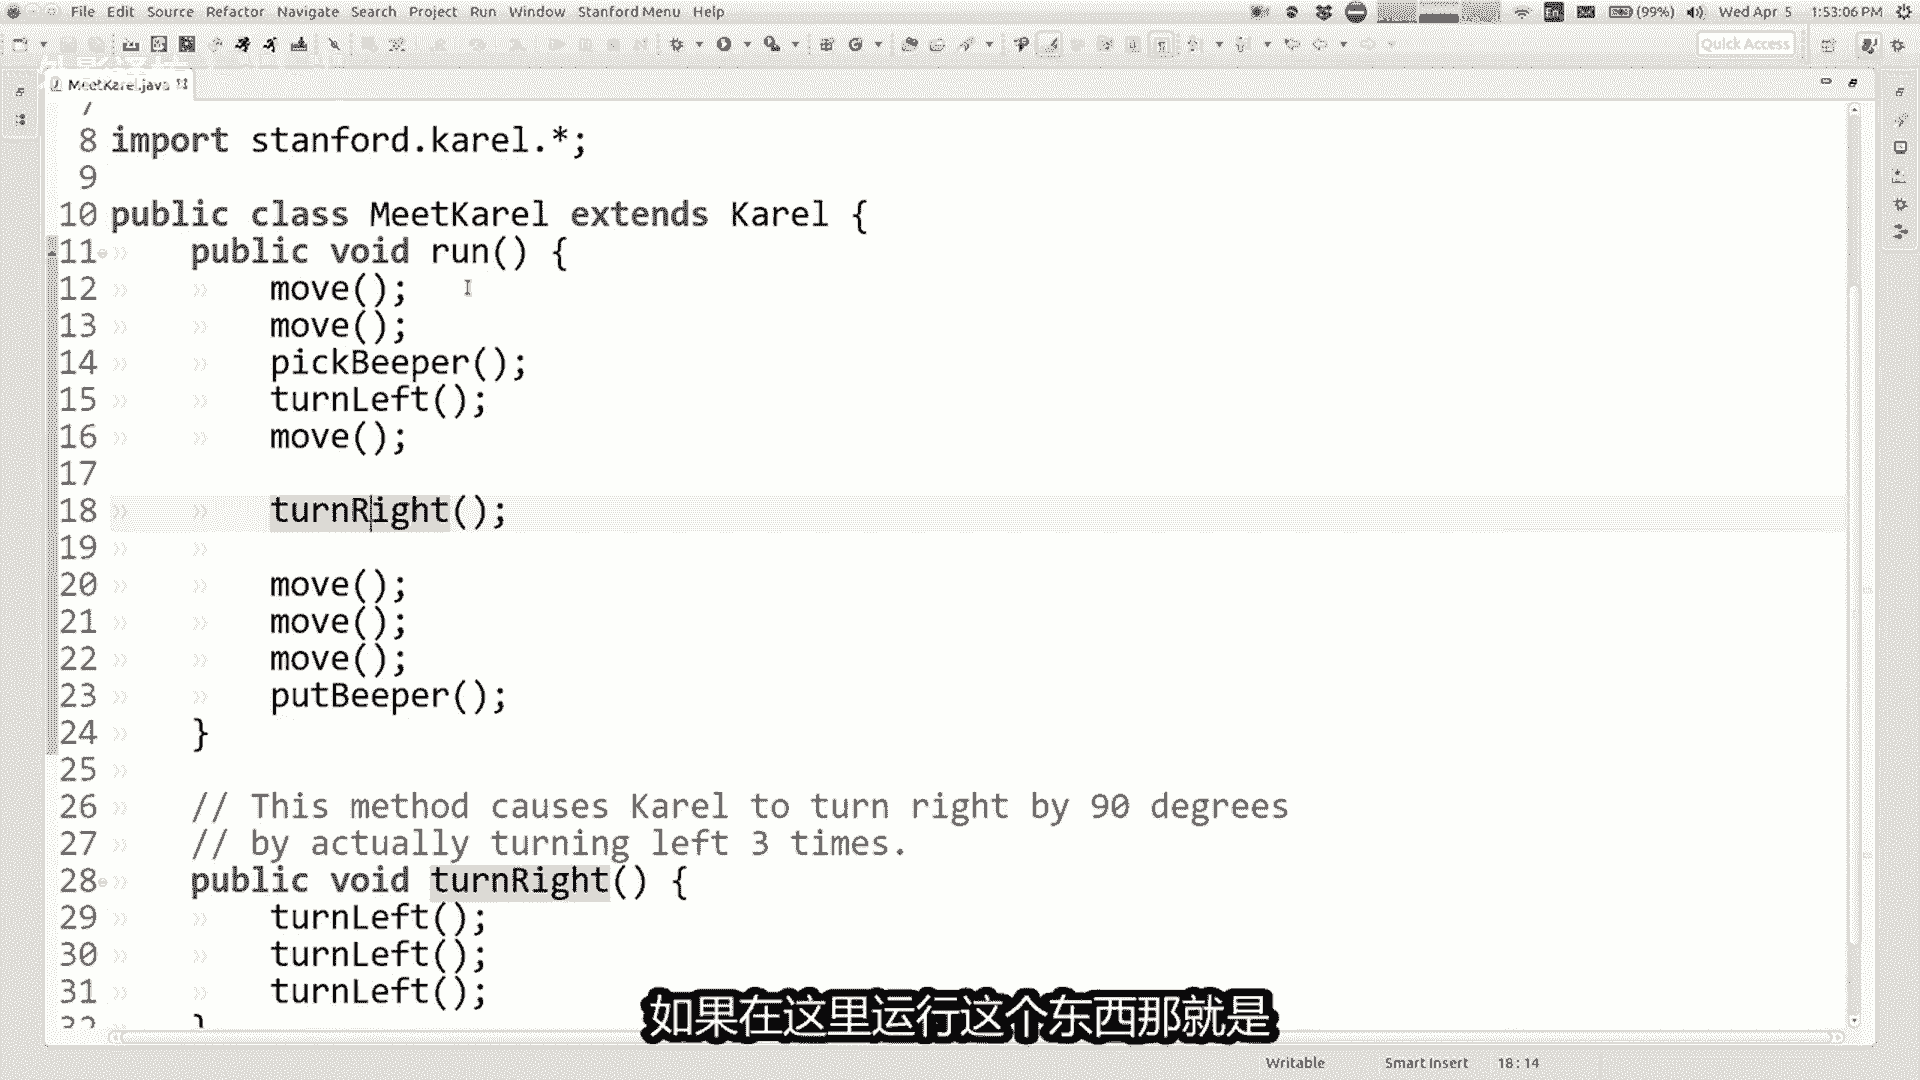 File Edit Source Refactor Navigate Search Project Run Window Stanford Menu Help
(99%) Wed Apr 5 1:53:06 PM
Quick Access
MeetKarel.java
7
8 import stanford.karel.*;
9
10 public class MeetKarel extends Karel {
11 public void run() {
12 move();
13 move();
14 pickBeeper();
15 turnLeft();
16 move();
17
18 turnRight();
19
20 move();
21 move();
22 move();
23 putBeeper();
24 }
25
26 // This method causes Karel to turn right by 90 degrees
27 // by actually turning left 3 times.
28 public void turnRight() {
29 turnLeft();
30 turnLeft();
31 turnLeft();
32 }
如果在这里运行这个东西那就是
Writable Smart Insert 18:14